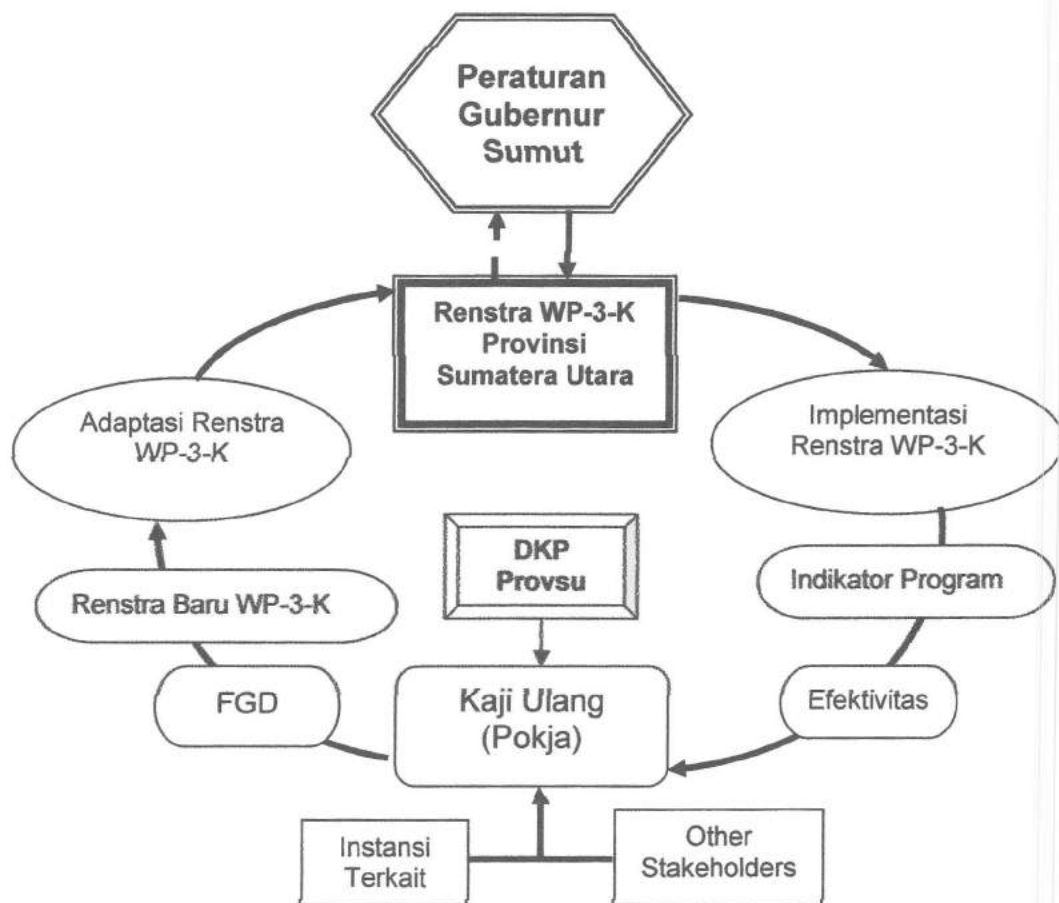 Peraturan
Gubernur
Sumut
Renstra WP-3-K
Provinsi
Sumatera Utara
Adaptasi Renstra
WP-3-K
Implementasi
Renstra WP-3-K
DKP
Provsu
Indikator Program
Renstra Baru WP-3-K
FGD
Kaji Ulang
(Pokja)
Efektivitas
Instansi
Terkait
Other
Stakeholders